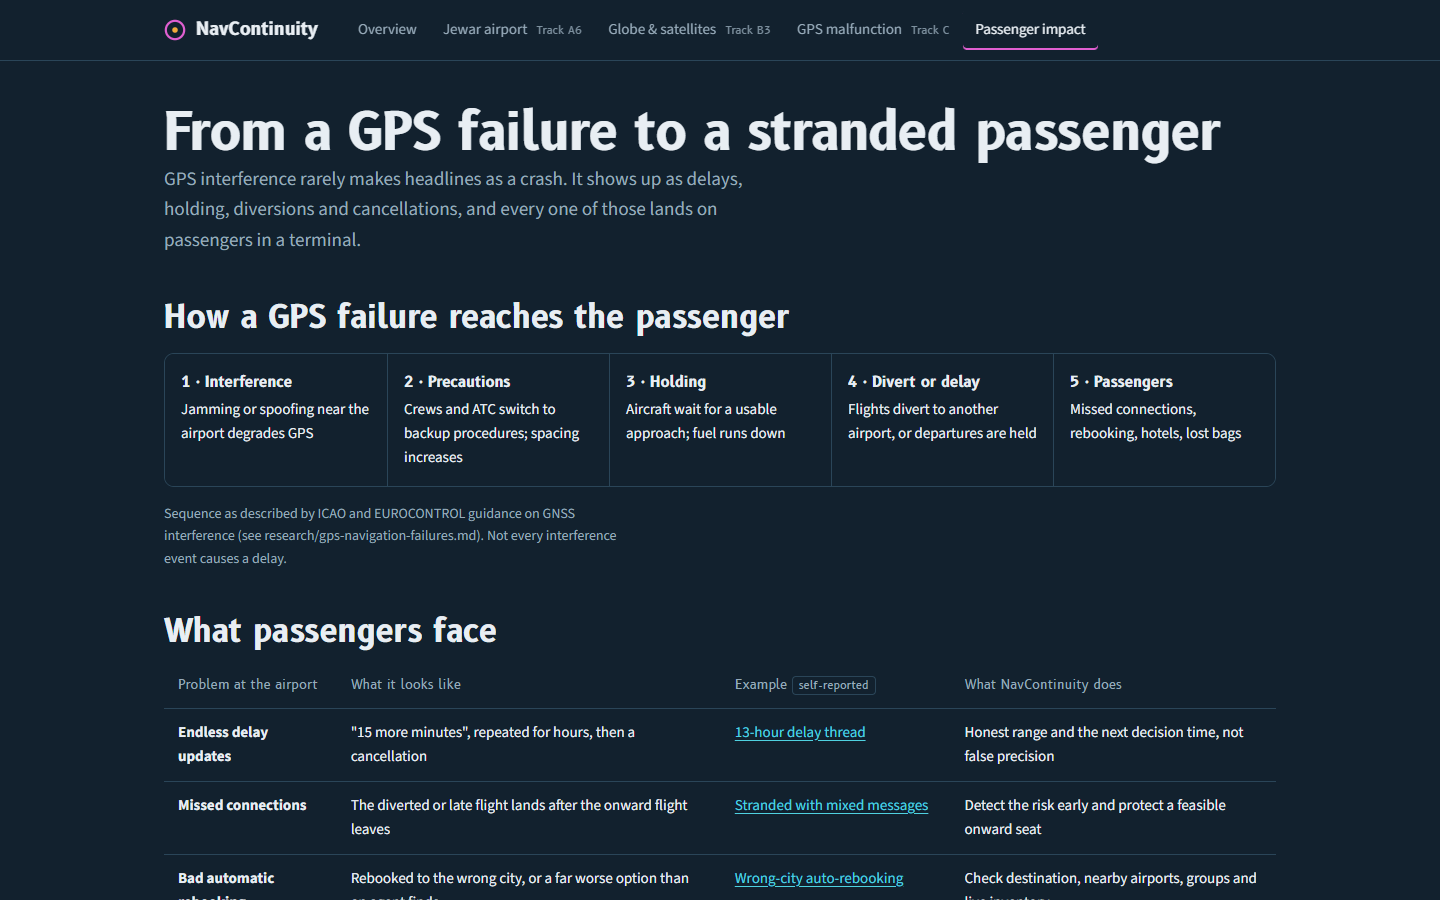 NavContinuity Overview Jewar airport Track A6 Globe & satellites Track B3 GPS malfunction Track C Passenger impact
From a GPS failure to a stranded passenger
GPS interference rarely makes headlines as a crash. It shows up as delays,
holding, diversions and cancellations, and every one of those lands on
passengers in a terminal.
How a GPS failure reaches the passenger
1 · Interference
Jamming or spoofing near the
airport degrades GPS
2 · Precautions
Crews and ATC switch to
backup procedures; spacing
increases
3 · Holding
Aircraft wait for a usable
approach; fuel runs down
4 · Divert or delay
Flights divert to another
airport, or departures are held
5 · Passengers
Missed connections,
rebooking, hotels, lost bags
Sequence as described by ICAO and EUROCONTROL guidance on GNSS
interference (see research/gps-navigation-failures.md). Not every interference
event causes a delay.
What passengers face
Problem at the airport What it looks like Example self-reported What NavContinuity does
Endless delay
updates
"15 more minutes", repeated for hours, then a
cancellation
13-hour delay thread
Honest range and the next decision time, not
false precision
Missed connections
The diverted or late flight lands after the onward flight
leaves
Stranded with mixed messages
Detect the risk early and protect a feasible
onward seat
Bad automatic
Rebooked to the wrong city, or a far worse option than
Wrong-city auto-rebooking
Check destination, nearby airports, groups and